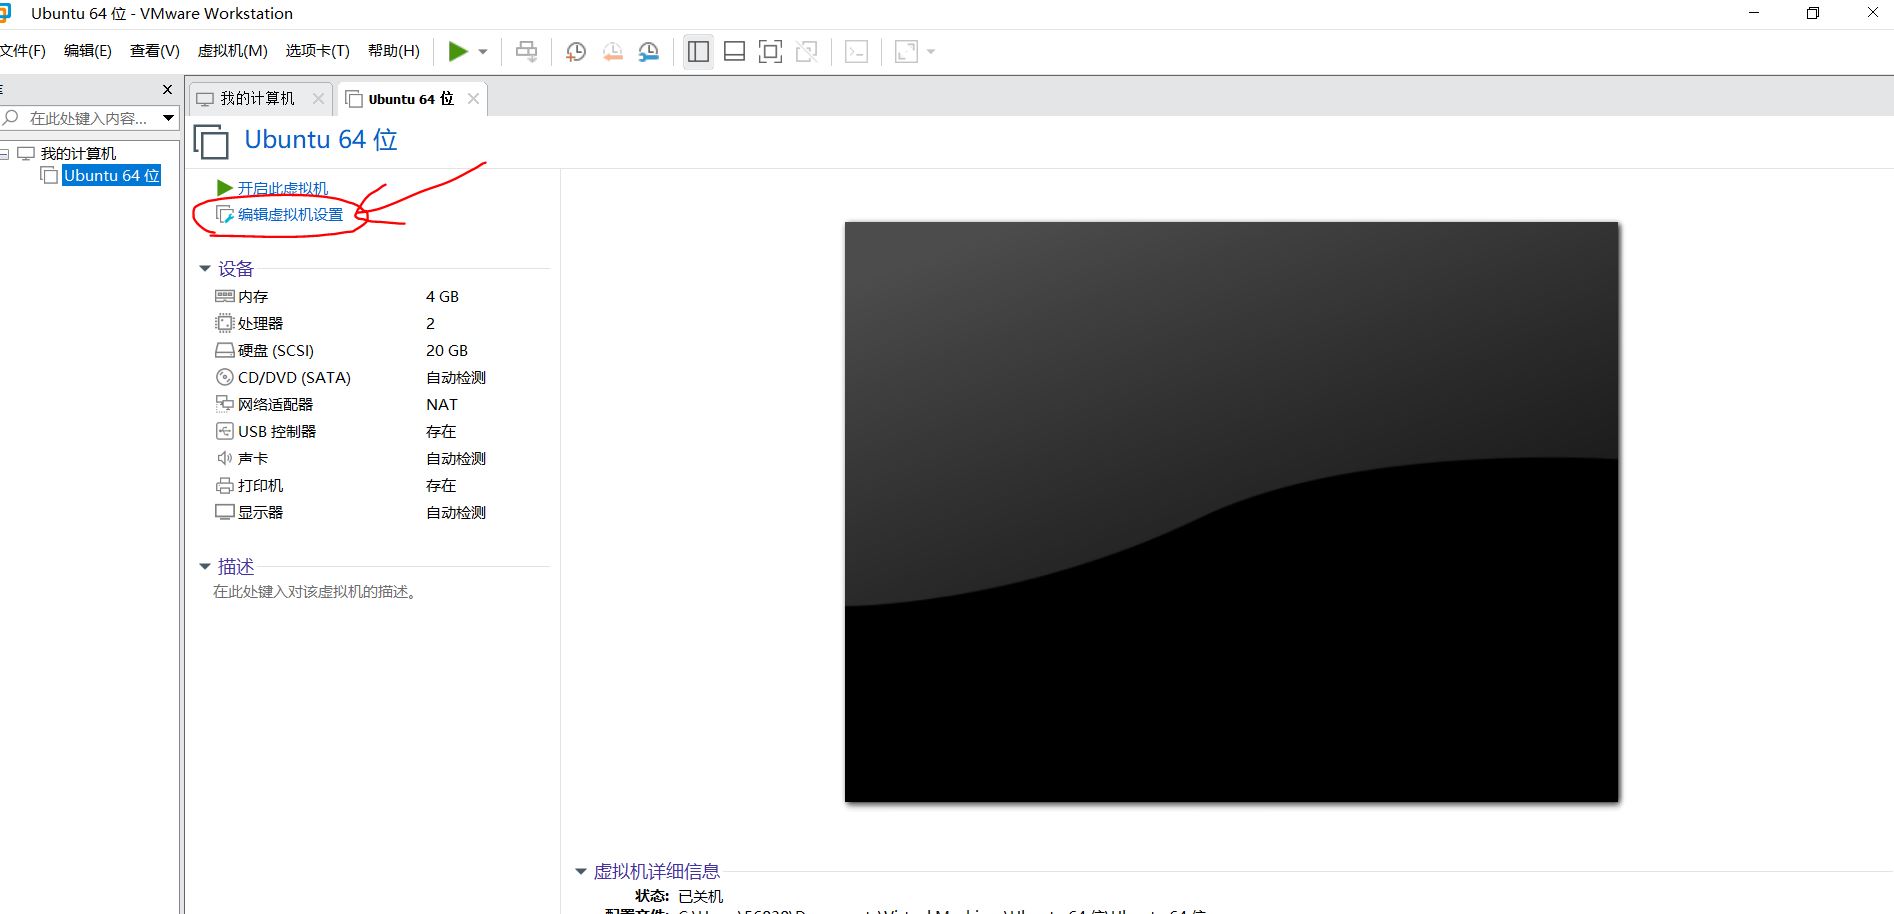 Ubuntu 64 位 - VMware Workstation
文件(F) 编辑(E) 查看(V) 虚拟机(M) 选项卡(T) 帮助(H)
在此处键入内容...
我的计算机
Ubuntu 64 位
我的计算机 Ubuntu 64 位
Ubuntu 64 位
开启此虚拟机
编辑虚拟机设置
设备
内存 4 GB
处理器 2
硬盘 (SCSI) 20 GB
CD/DVD (SATA) 自动检测
网络适配器 NAT
USB 控制器 存在
声卡 自动检测
打印机 存在
显示器 自动检测
描述
在此处键入对该虚拟机的描述。
虚拟机详细信息
状态: 已关机
配置文件: